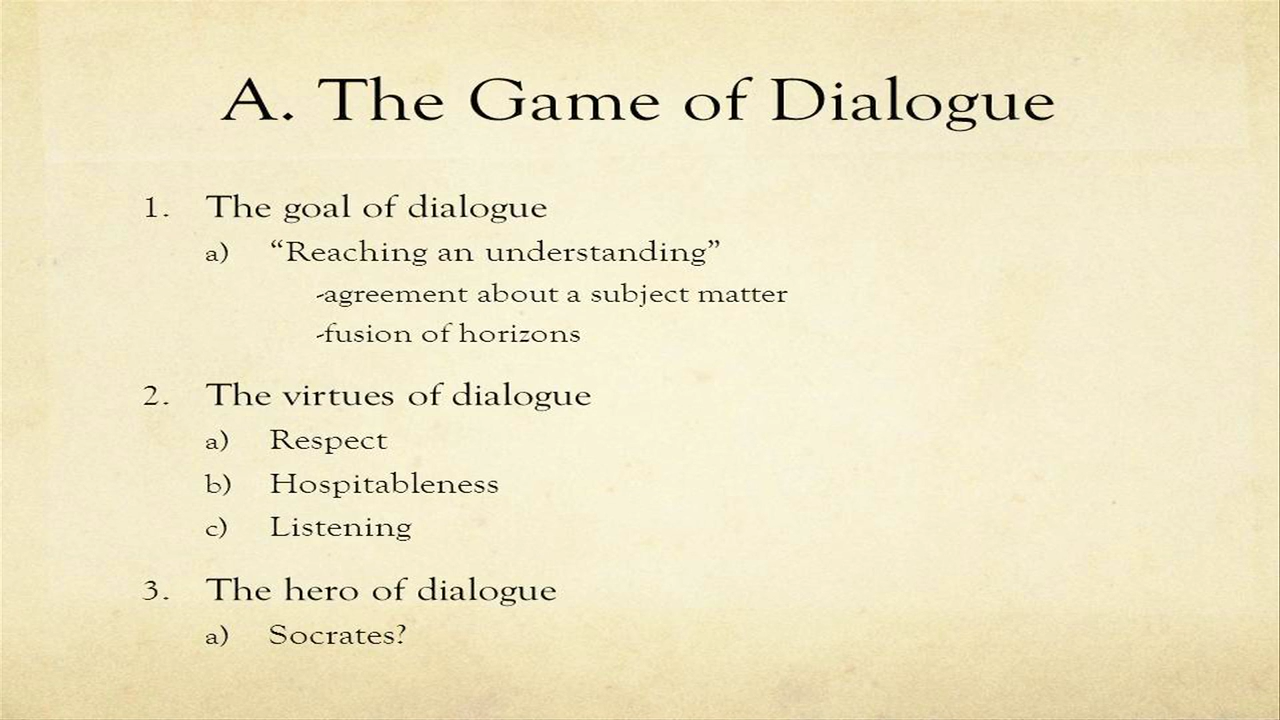 A. The Game of Dialogue
1. The goal of dialogue
a) “Reaching an understanding”
-agreement about a subject matter
-fusion of horizons
2. The virtues of dialogue
a) Respect
b) Hospitableness
c) Listening
3. The hero of dialogue
a) Socrates?